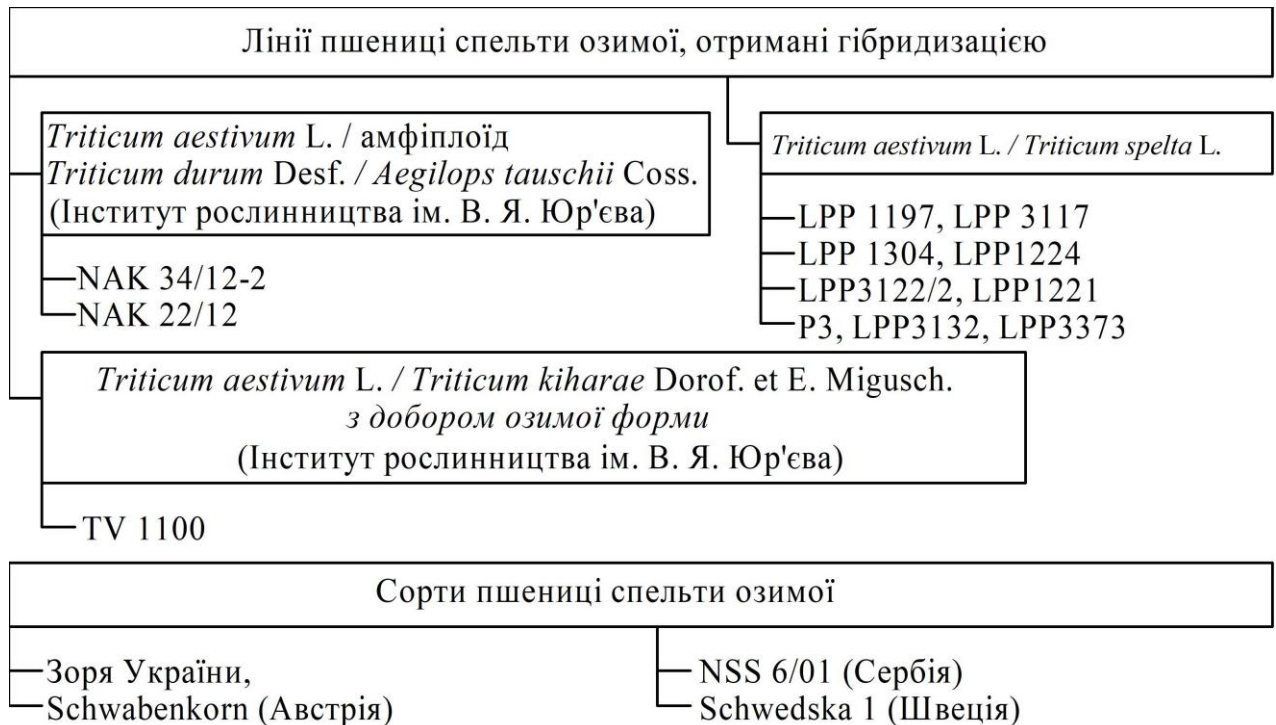 Лінії пшениці спельти озимої, отримані гібридизацією
Triticum aestivum L. / амфіплоїд
Triticum durum Desf. / Aegilops tauschii Coss.
(Інститут рослинництва ім. В. Я. Юр'єва)
NAK 34/12-2
NAK 22/12
Triticum aestivum L. / Triticum spelta L.
LPP 1197, LPP 3117
LPP 1304, LPP1224
LPP3122/2, LPP1221
P3, LPP3132, LPP3373
Triticum aestivum L. / Triticum kiharae Dorof. et E. Migusch.
з добором озимої форми
(Інститут рослинництва ім. В. Я. Юр'єва)
TV 1100
Сорти пшениці спельти озимої
Зоря України,
Schwabenkorn (Австрія)
NSS 6/01 (Сербія)
Schwedska 1 (Швеція)